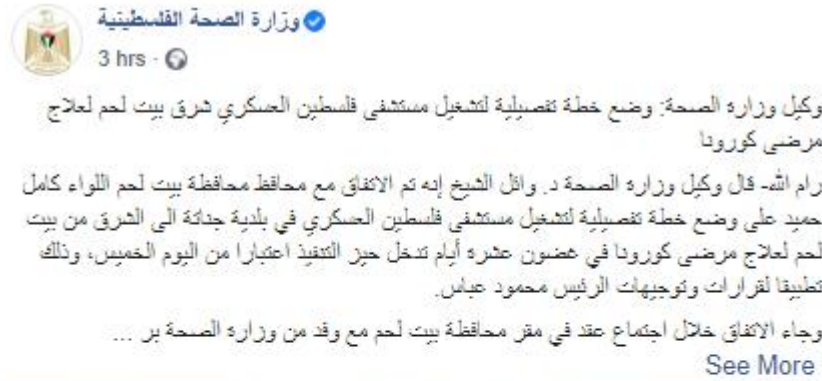 وزارة الصحة الفلسطينية
3 hrs ·
وكيل وزارة الصحة: وضع خطة تفصيلية لتشغيل مستشفى فلسطين العسكري شرق بيت لحم لعلاج
مرضى كورونا
رام الله- قال وكيل وزارة الصحة د. وائل الشيخ إنه تم الاتفاق مع محافظ محافظة بيت لحم اللواء كامل
حميد على وضع خطة تفصيلية لتشغيل مستشفى فلسطين العسكري في بلدية جناتة الى الشرق من بيت
لحم لعلاج مرضى كورونا في غضون عشرة أيام تدخل حيز التنفيذ اعتبارا من اليوم الخميس، وذلك
تطبيقا لقرارات وتوجيهات الرئيس محمود عباس.
وجاء الاتفاق خلال اجتماع عقد في مقر محافظة بيت لحم مع وفد من وزارة الصحة بر ...
See More